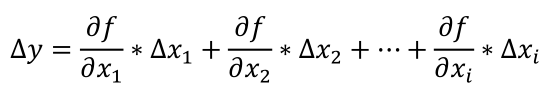 Δy = ∂f/∂x₁ * Δx₁ + ∂f/∂x₂ * Δx₂ + ⋯ + ∂f/∂xᵢ * Δxᵢ